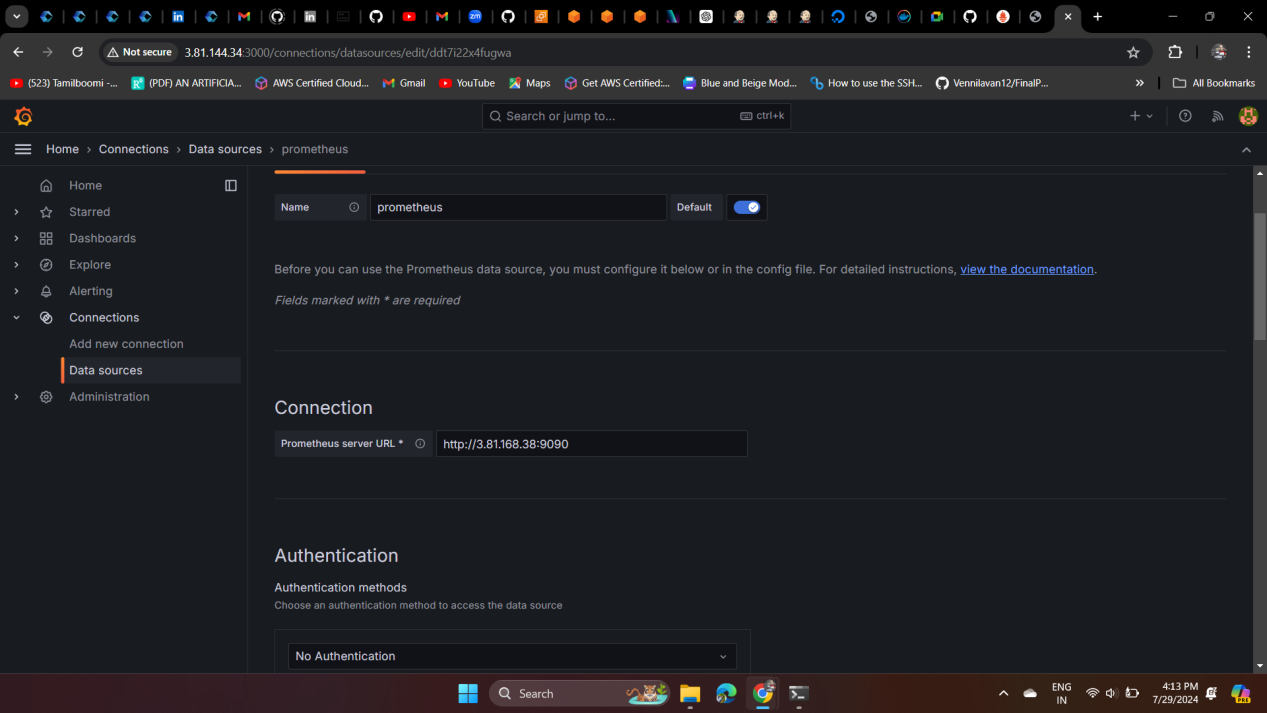 Not secure 3.81.144.34:3000/connections/datasources/edit/ddt7i22x4fugwa
(523) Tamilboomi -... (PDF) AN ARTIFICIA... AWS Certified Cloud... Gmail YouTube Maps Get AWS Certified:... Blue and Beige Mod... How to use the SSH... Vennilavan12/FinalP... » All Bookmarks
Search or jump to... ctrl+k
Home › Connections › Data sources › prometheus
Home
Starred
Dashboards
Explore
Alerting
Connections
Add new connection
Data sources
Administration
Name prometheus Default
Before you can use the Prometheus data source, you must configure it below or in the config file. For detailed instructions, view the documentation.
Fields marked with * are required
Connection
Prometheus server URL * http://3.81.168.38:9090
Authentication
Authentication methods
Choose an authentication method to access the data source
No Authentication
Search
ENG
IN
4:13 PM
7/29/2024
PRE